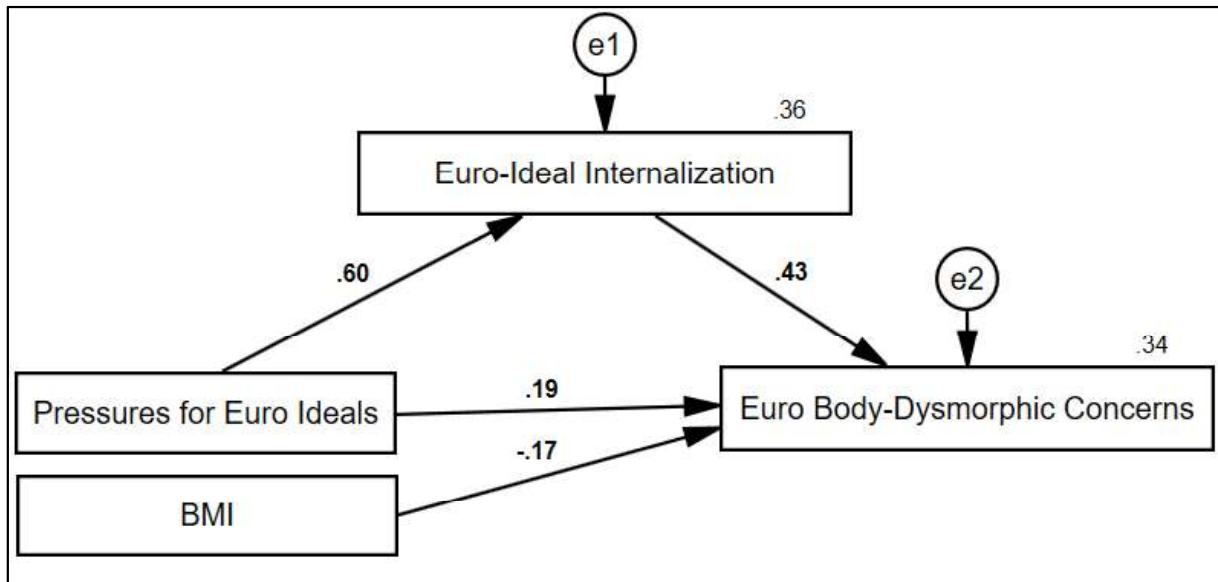 e1
.36
Euro-Ideal Internalization
.60
.43
e2
.34
Pressures for Euro Ideals
.19
Euro Body-Dysmorphic Concerns
-.17
BMI